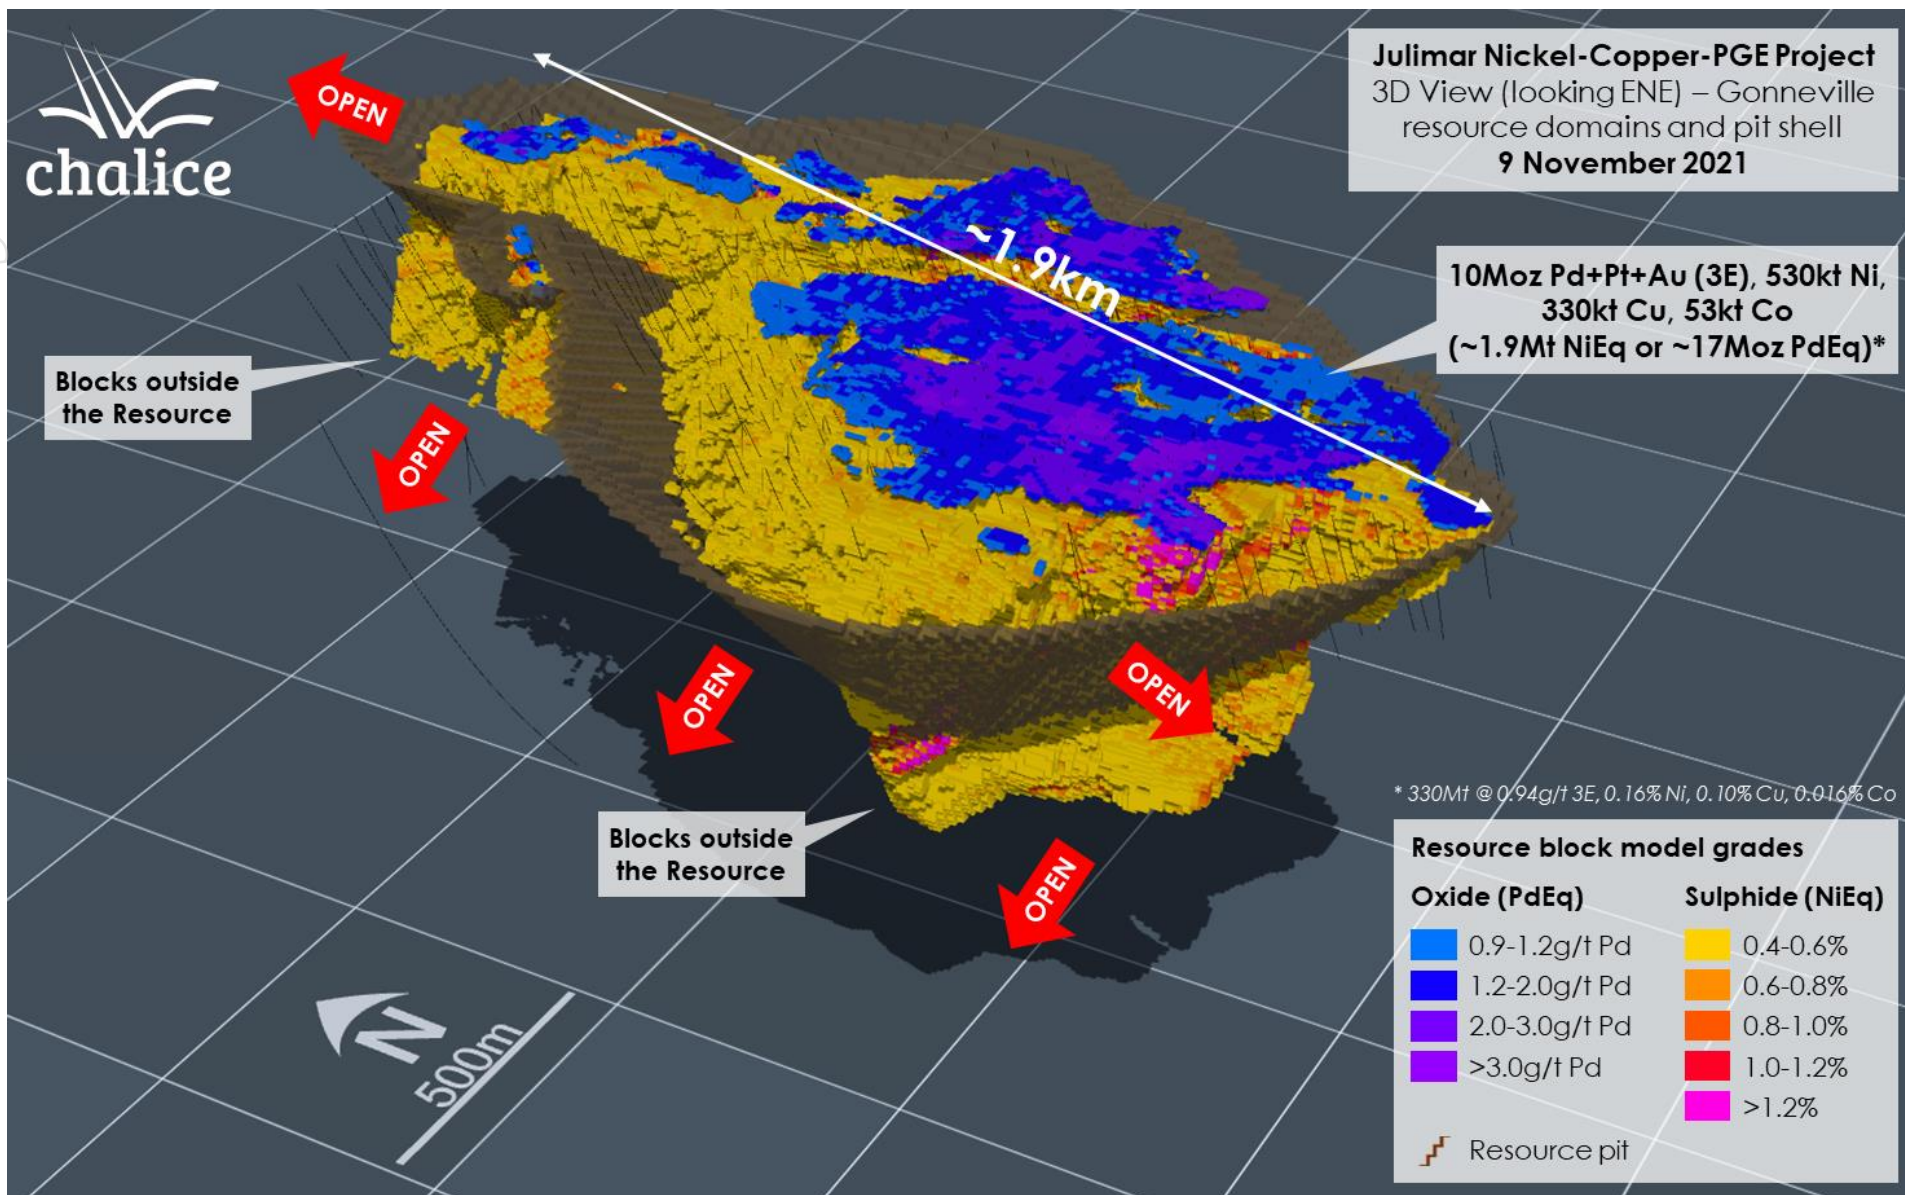 chalice
OPEN
Julimar Nickel-Copper-PGE Project
3D View (looking ENE) – Gonneville
resource domains and pit shell
9 November 2021
~1.9km
10Moz Pd+Pt+Au (3E), 530kt Ni,
330kt Cu, 53kt Co
(~1.9Mt NiEq or ~17Moz PdEq)*
Blocks outside
the Resource
OPEN
OPEN
OPEN
Blocks outside
the Resource
OPEN
* 330Mt @ 0.94g/t 3E, 0.16% Ni, 0.10% Cu, 0.016% Co
Resource block model grades
Oxide (PdEq)
0.9-1.2g/t Pd
1.2-2.0g/t Pd
2.0-3.0g/t Pd
>3.0g/t Pd
Sulphide (NiEq)
0.4-0.6%
0.6-0.8%
0.8-1.0%
1.0-1.2%
>1.2%
Resource pit
N
500m